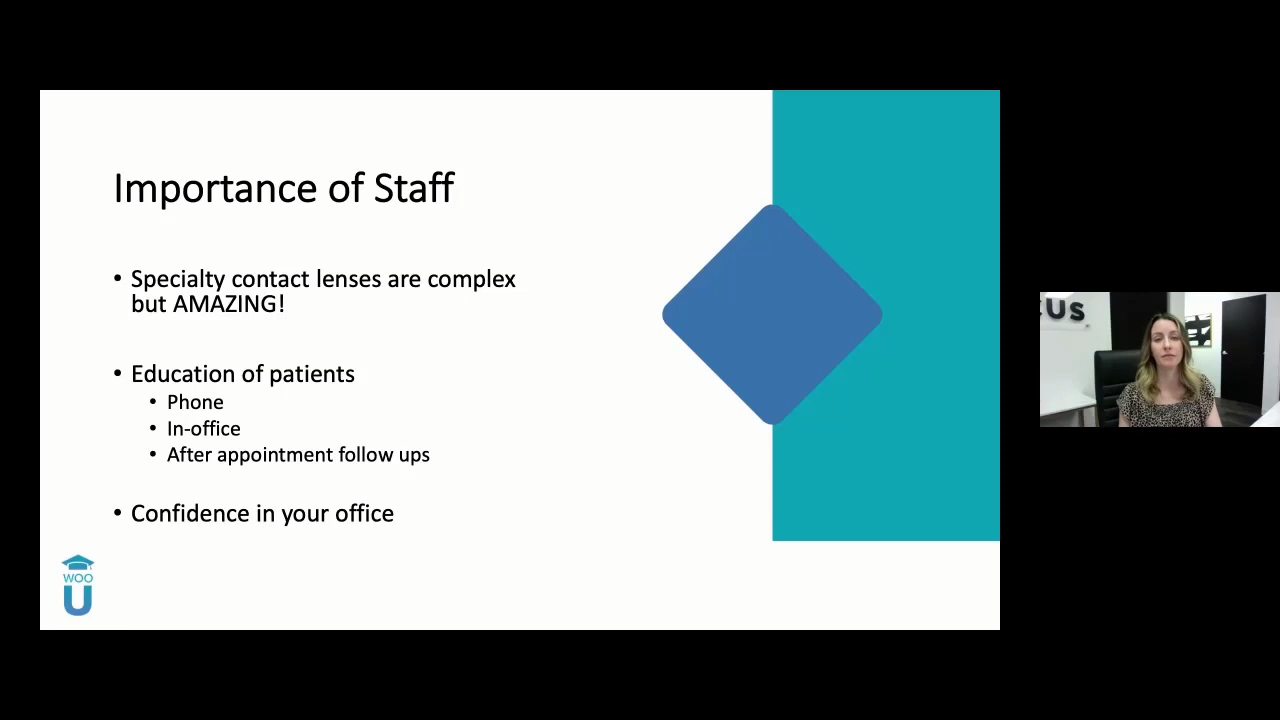 Importance of Staff
• Specialty contact lenses are complex
but AMAZING!
• Education of patients
• Phone
• In-office
• After appointment follow ups
• Confidence in your office
WOO
U
US